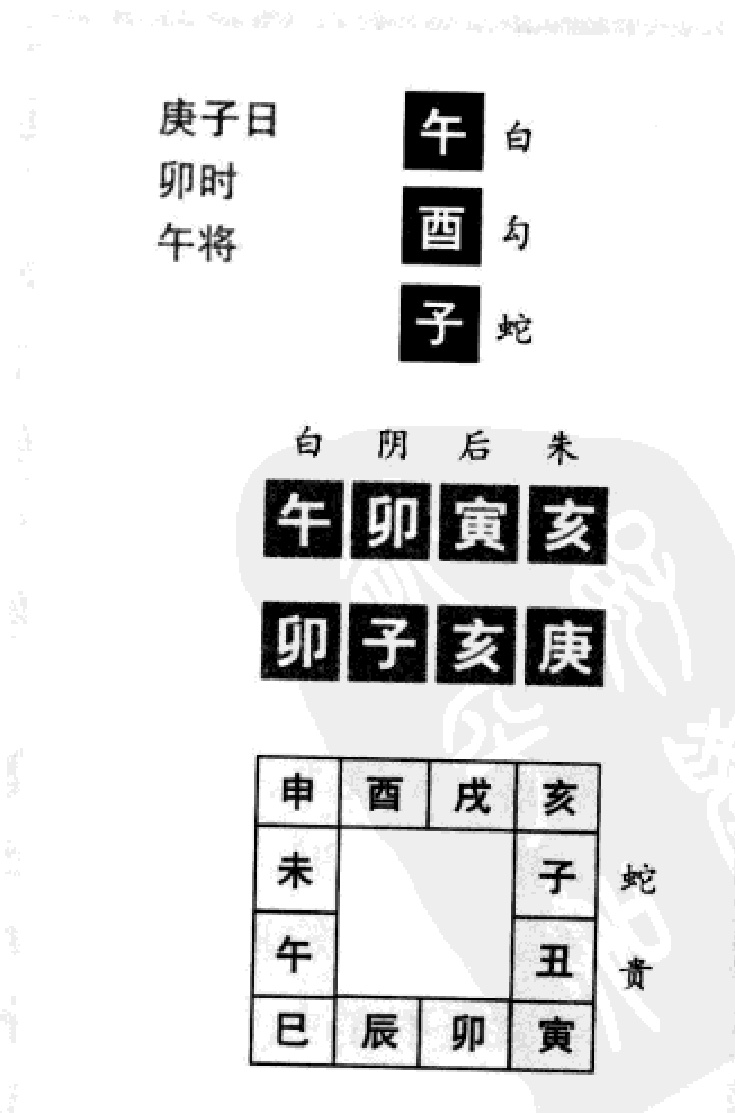 庚子日
卯时
午将
午 白
酉 勾
子 蛇
白 阴 后 朱
午 卯 寅 亥
卯 子 亥 庚
申 酉 戌 亥
未 子 蛇
午 丑 贵
巳 辰 卯 寅